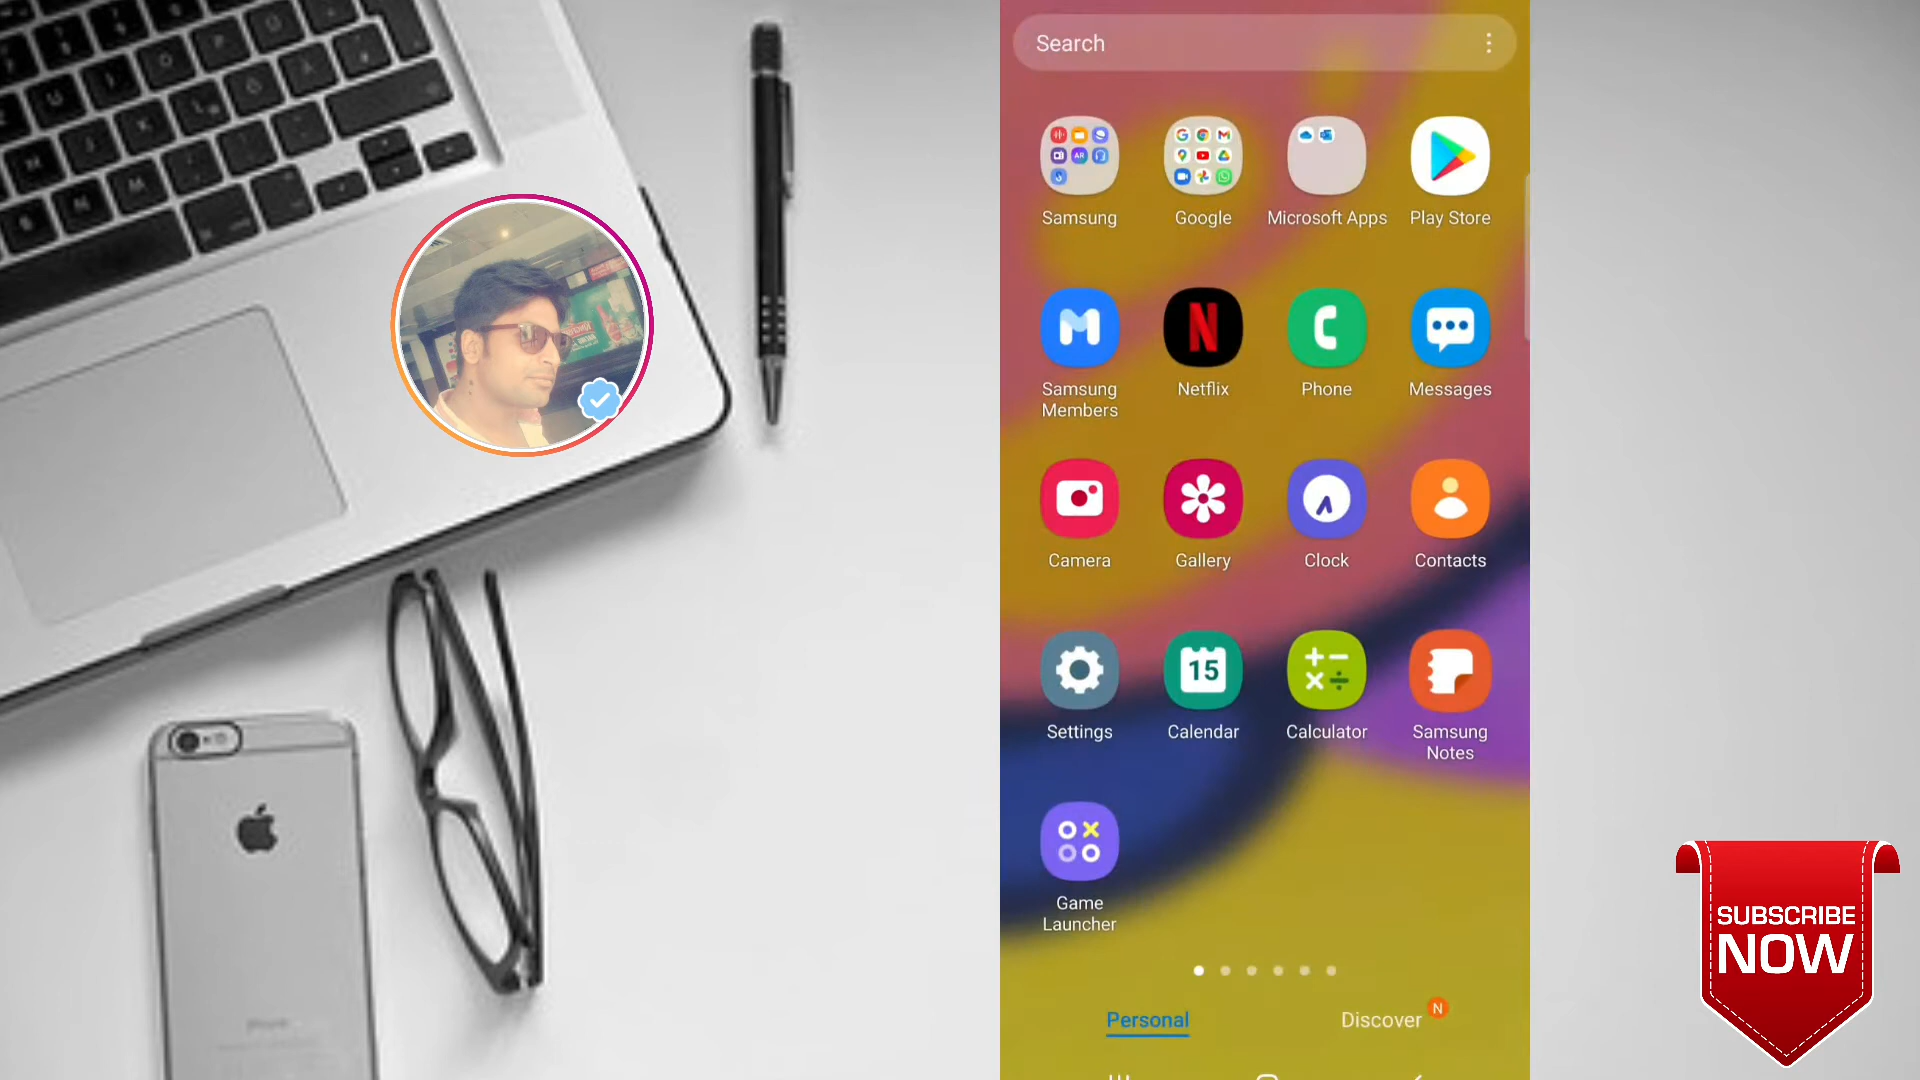 Search
Samsung
Google
Microsoft Apps
Play Store
Samsung
Members
Netflix
Phone
Messages
Camera
Gallery
Clock
Contacts
15
Settings
Calendar
Calculator
Samsung
Notes
Game
Launcher
Personal
Discover
N
SUBSCRIBE
NOW